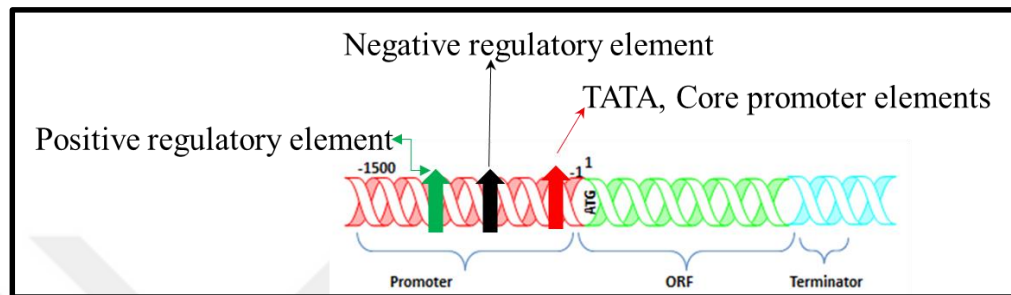 Negative regulatory element
TATA, Core promoter elements
Positive regulatory element
-1500
-1
1
ATG
Promoter
ORF
Terminator